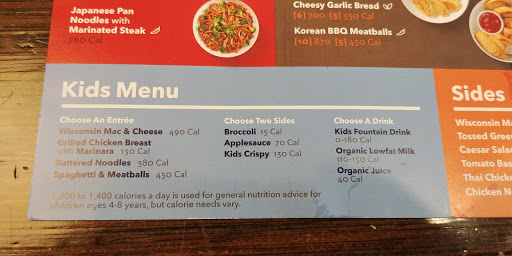 Japanese Pan
Noodles with
Marinated Steak
260 Cal
Cheesy Garlic Bread
[6] 700 [3] 350 Cal
Korean BBQ Meatballs
[10] 870 [5] 430 Cal
Kids Menu
Choose An Entrée
Wisconsin Mac & Cheese 490 Cal
Grilled Chicken Breast
with Marinara 130 Cal
Buttered Noodles 380 Cal
Spaghetti & Meatballs 450 Cal
Choose Two Sides
Broccoli 15 Cal
Applesauce 70 Cal
Kids Crispy 130 Cal
Choose A Drink
Kids Fountain Drink
0-180 Cal
Organic Lowfat Milk
110-150 Cal
Organic Juice
40 Cal
1,200 to 1,400 calories a day is used for general nutrition advice for
children ages 4-8 years, but calorie needs vary.
Sides
Wisconsin Ma
Tossed Gree
Caesar Sala
Tomato Bas
Thai Chicke
Chicken No